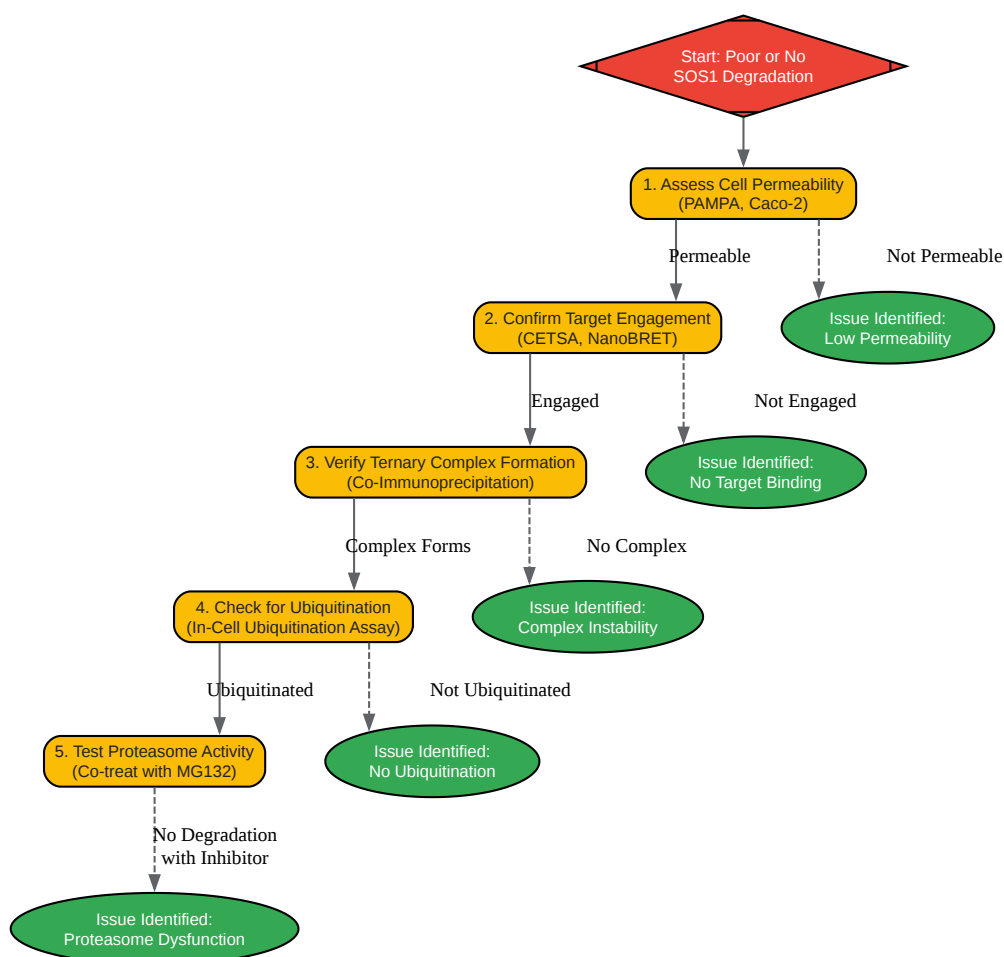 Start: Poor or No
SOS1 Degradation
1. Assess Cell Permeability
(PAMPA, Caco-2)
Permeable
Not Permeable
2. Confirm Target Engagement
(CETSA, NanoBRET)
Issue Identified:
Low Permeability
Engaged
Not Engaged
3. Verify Ternary Complex Formation
(Co-Immunoprecipitation)
Issue Identified:
No Target Binding
Complex Forms
No Complex
4. Check for Ubiquitination
(In-Cell Ubiquitination Assay)
Issue Identified:
Complex Instability
Ubiquitinated
Not Ubiquitinated
5. Test Proteasome Activity
(Co-treat with MG132)
Issue Identified:
No Ubiquitination
No Degradation
with Inhibitor
Issue Identified:
Proteasome Dysfunction